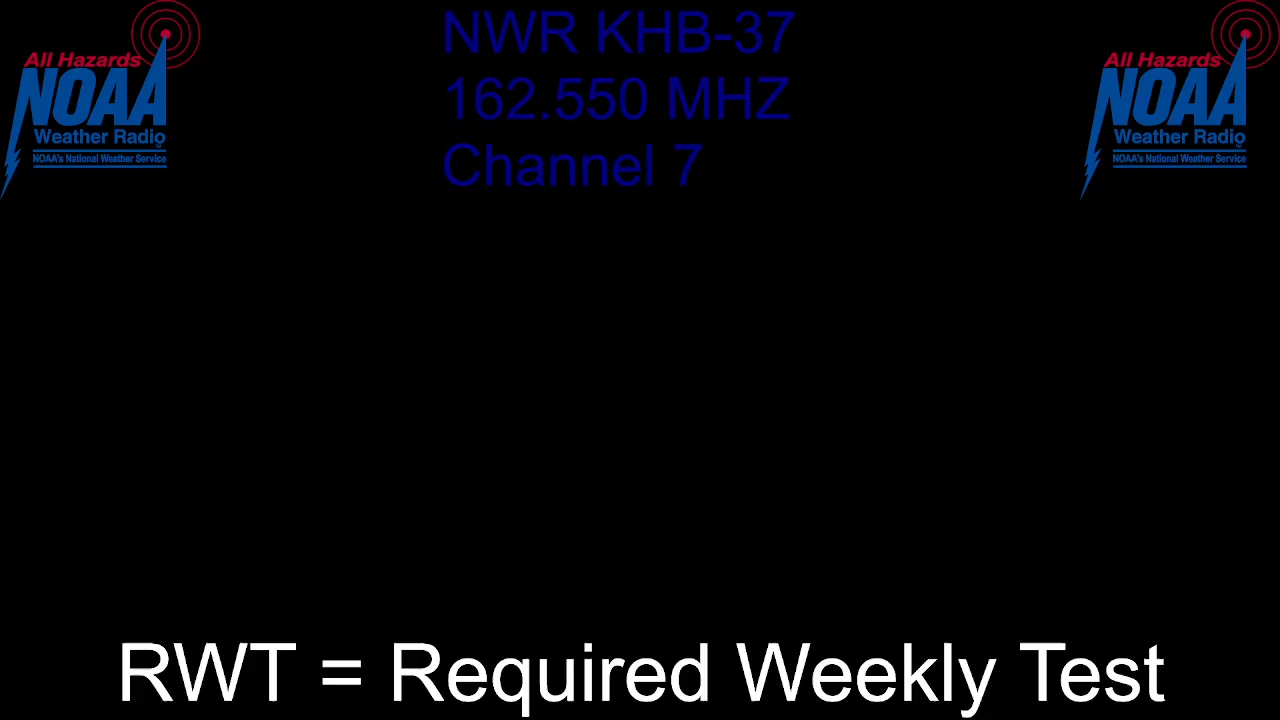 All Hazards
NOAA
Weather Radio
NOAA's National Weather Service
NWR KHB-37
162.550 MHZ
Channel 7
All Hazards
NOAA
Weather Radio
NOAA's National Weather Service
RWT = Required Weekly Test